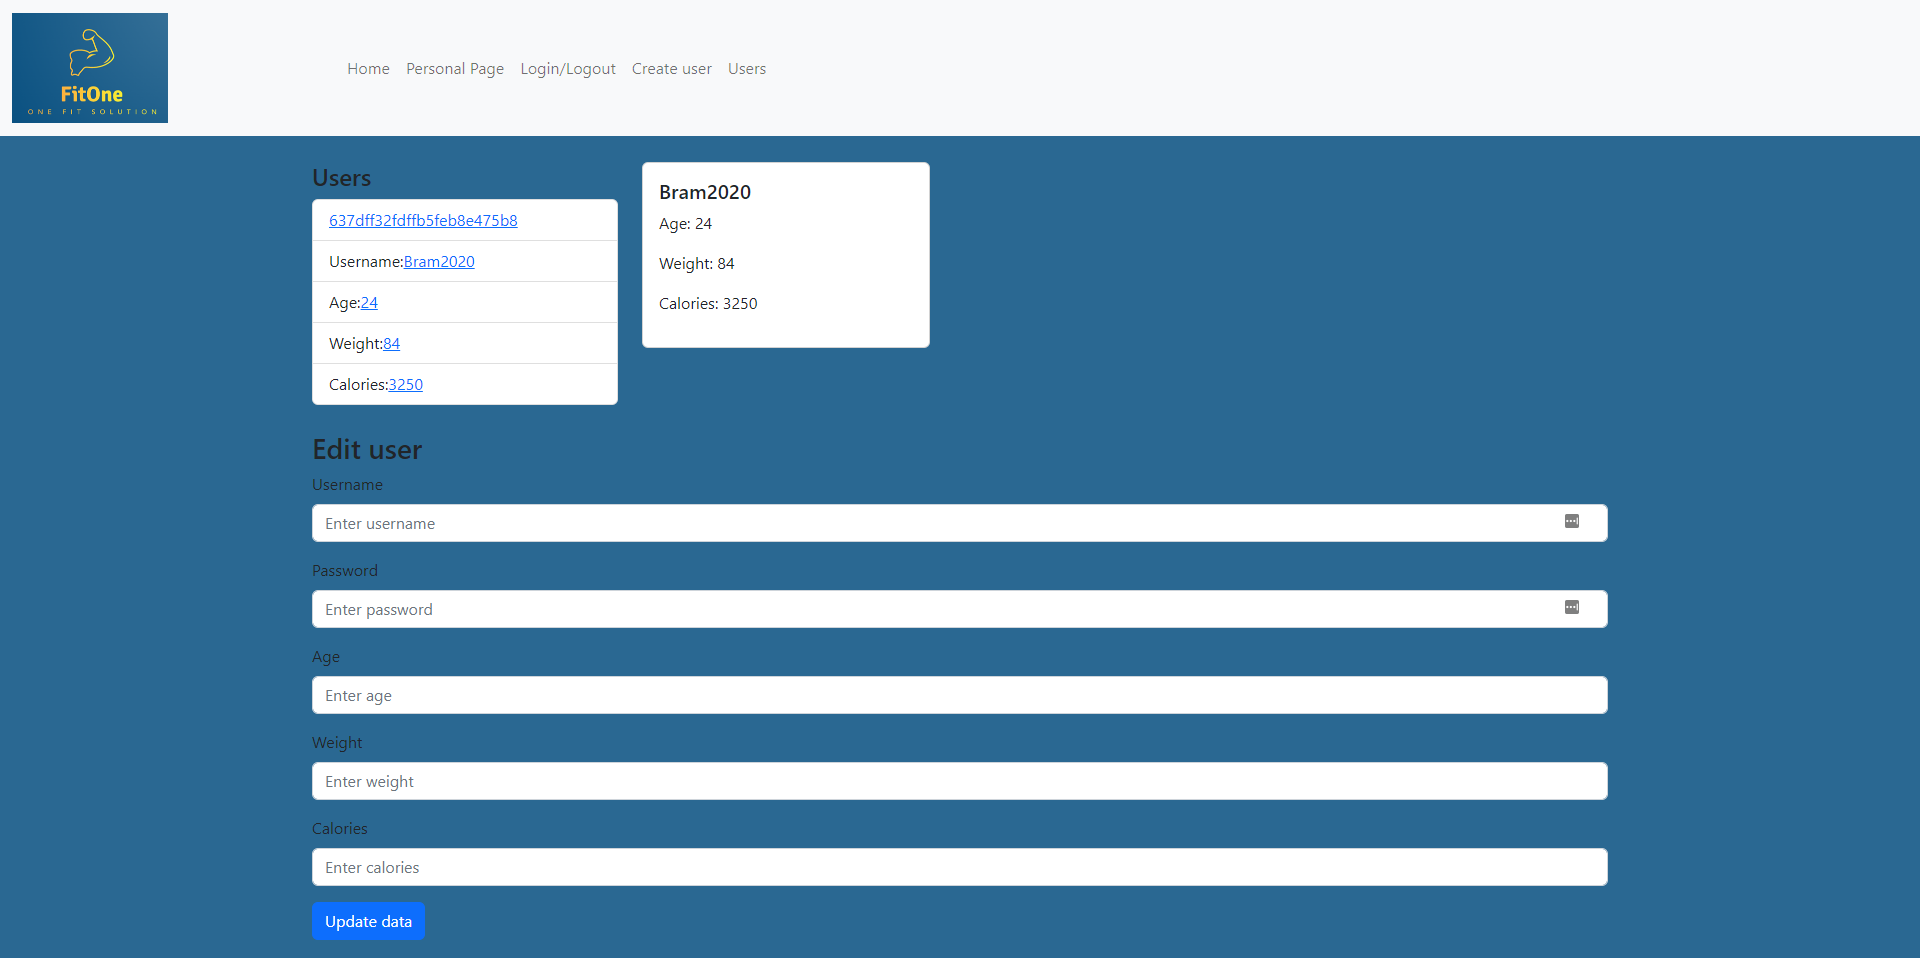 FitOne
ONE FIT SOLUTION
Home Personal Page Login/Logout Create user Users
Users
637dff32fdffb5feb8e475b8
Username:Bram2020
Age:24
Weight:84
Calories:3250
Bram2020
Age: 24
Weight: 84
Calories: 3250
Edit user
Username
Enter username
Password
Enter password
Age
Enter age
Weight
Enter weight
Calories
Enter calories
Update data